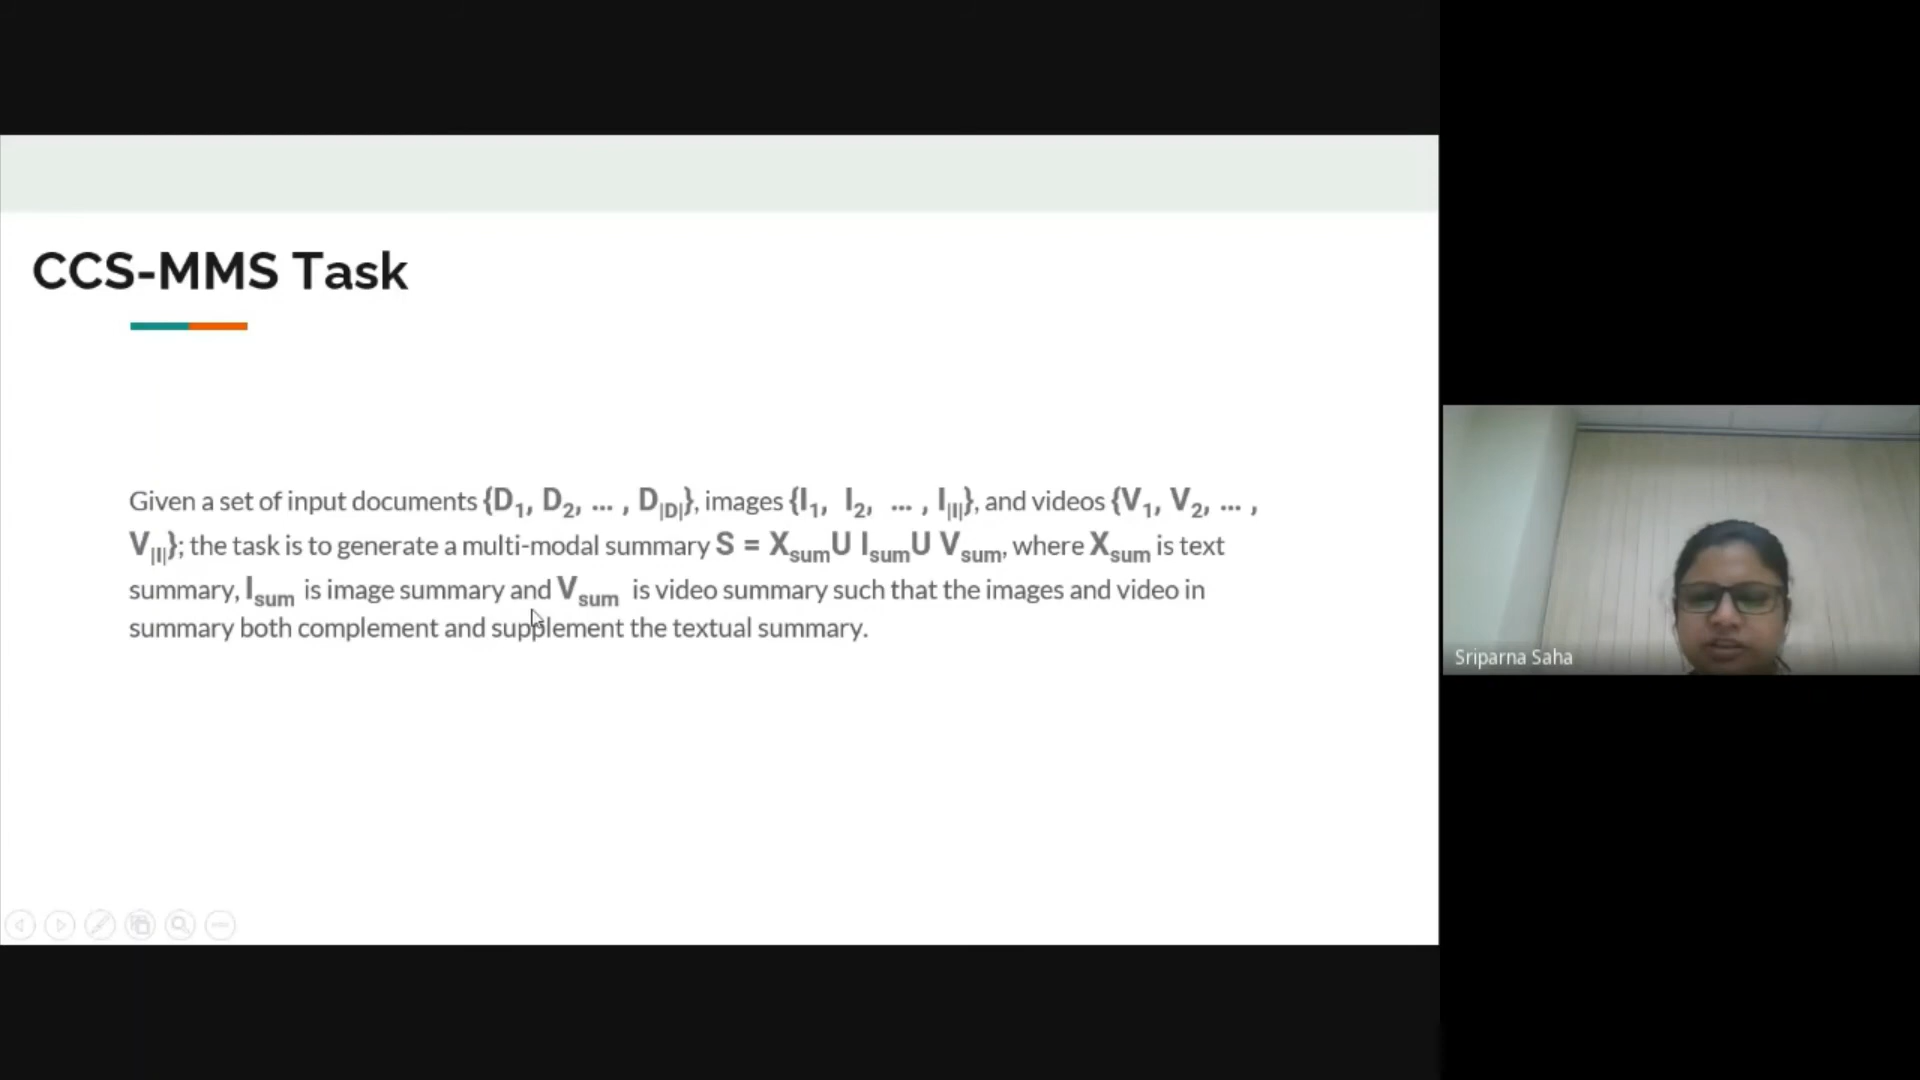 CCS-MMS Task
Given a set of input documents {D1, D2, ... , D|D|}, images {I1, I2, ... , I|I|}, and videos {V1, V2, ... ,
V|I|}; the task is to generate a multi-modal summary S = XsumU IsumU Vsum, where Xsum is text
summary, Isum is image summary and Vsum is video summary such that the images and video in
summary both complement and supplement the textual summary.
Sriparna Saha